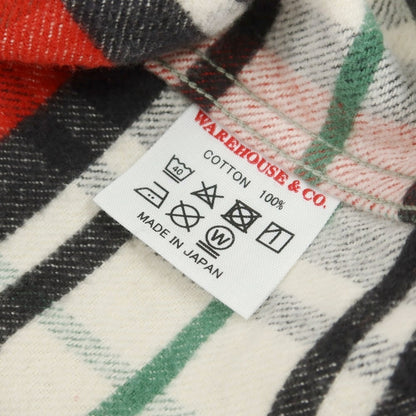 WAREHOUSE & CO.
COTTON 100%
40
W
MADE IN JAPAN